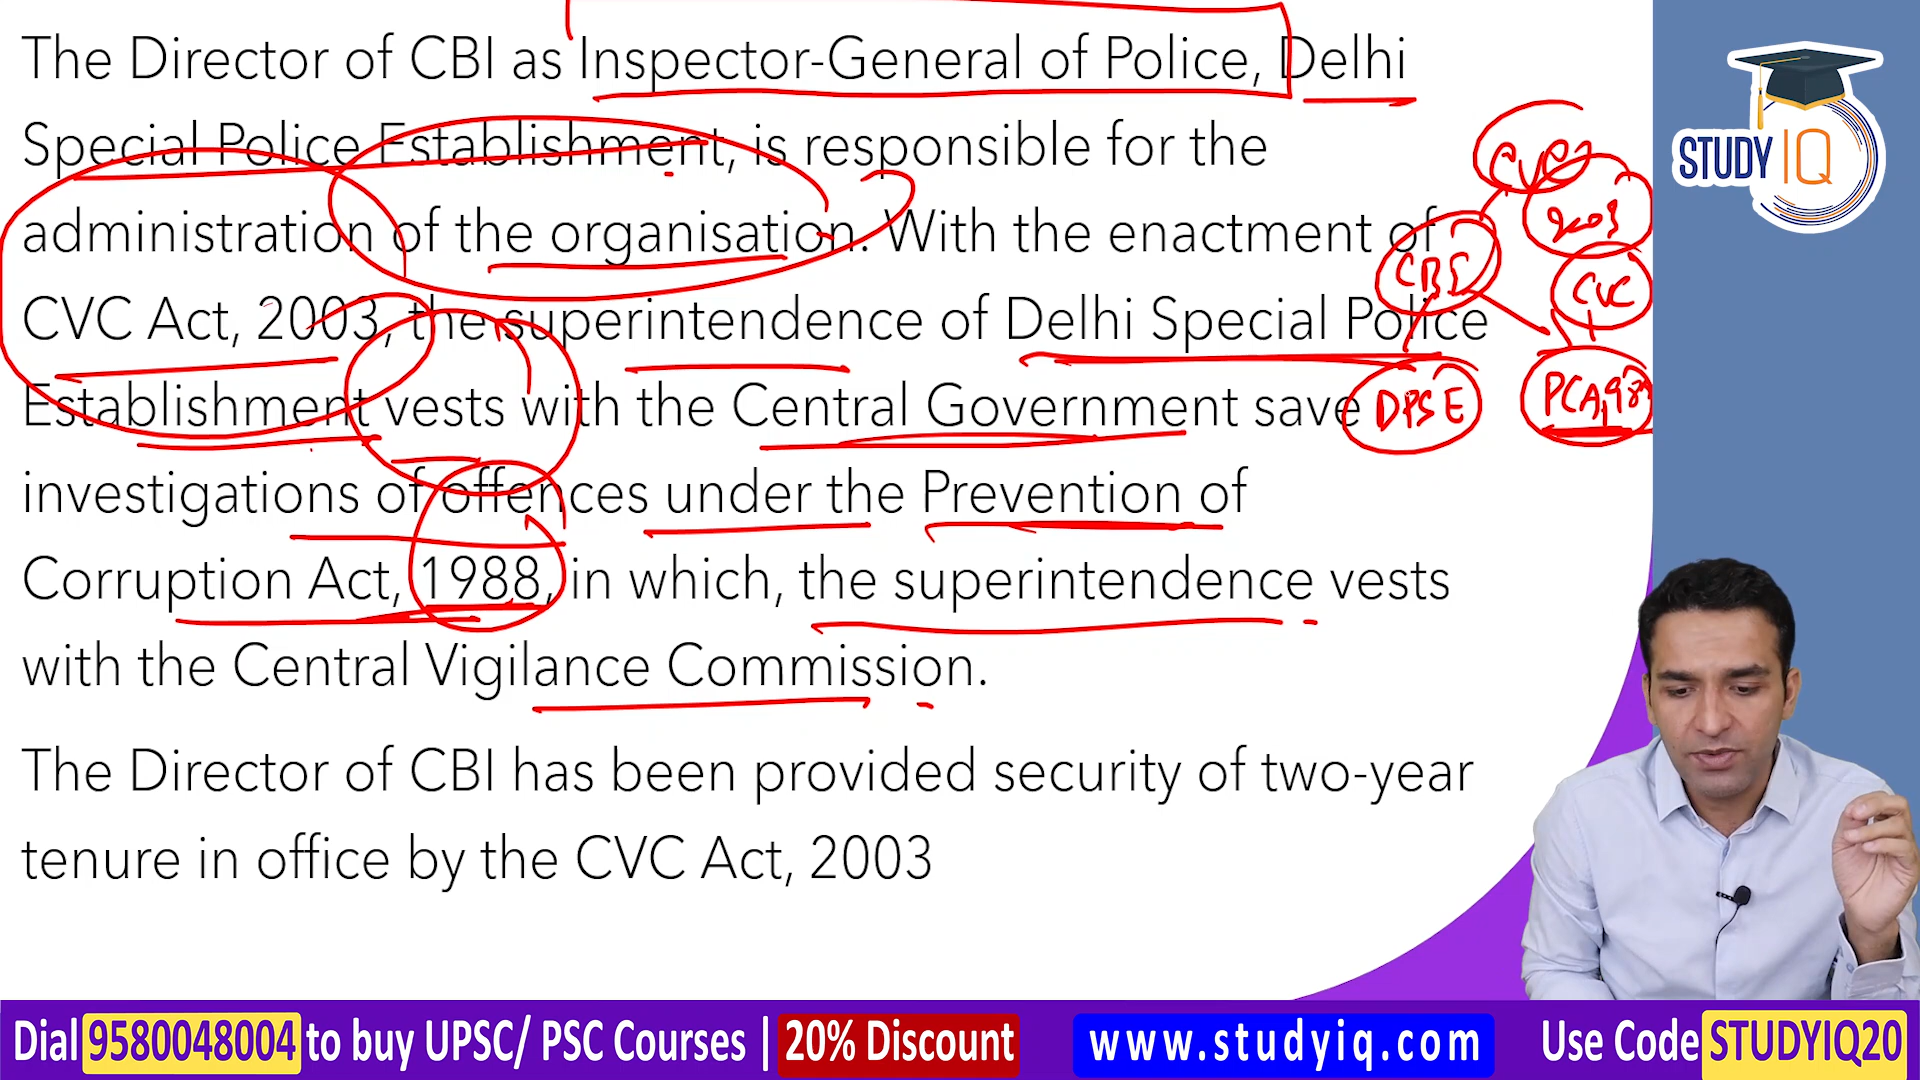 The Director of CBI as Inspector-General of Police, Delhi
Special Police Establishment, is responsible for the
administration of the organisation. With the enactment of
CVC Act, 2003, the superintendence of Delhi Special Police
Establishment vests with the Central Government save
investigations of offences under the Prevention of
Corruption Act, 1988, in which, the superintendence vests
with the Central Vigilance Commission.
The Director of CBI has been provided security of two-year
tenure in office by the CVC Act, 2003
2003
CBI
CVC
DPSE
STUDY IQ
Dial 9580048004 to buy UPSC/ PSC Courses | 20% Discount
www.studyiq.com
Use Code STUDYIQ20